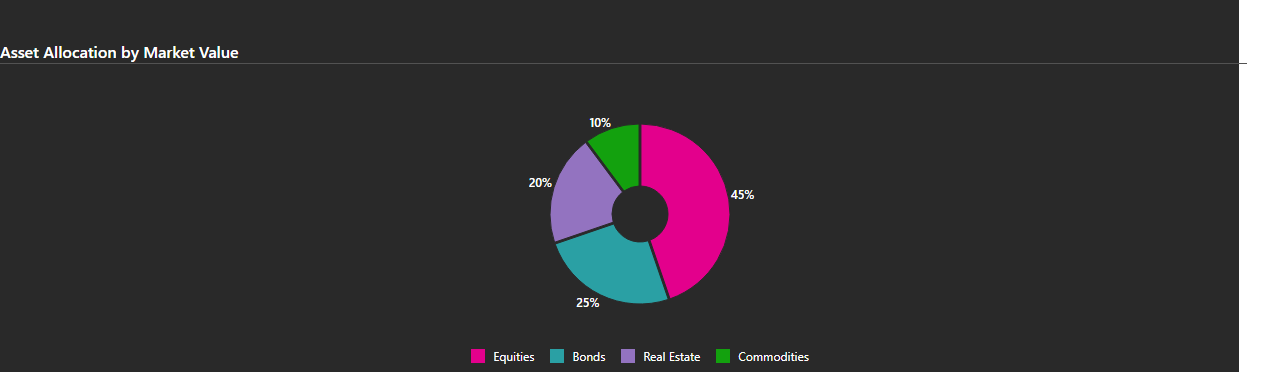 Asset Allocation by Market Value
10%
20%
45%
25%
Equities Bonds Real Estate Commodities